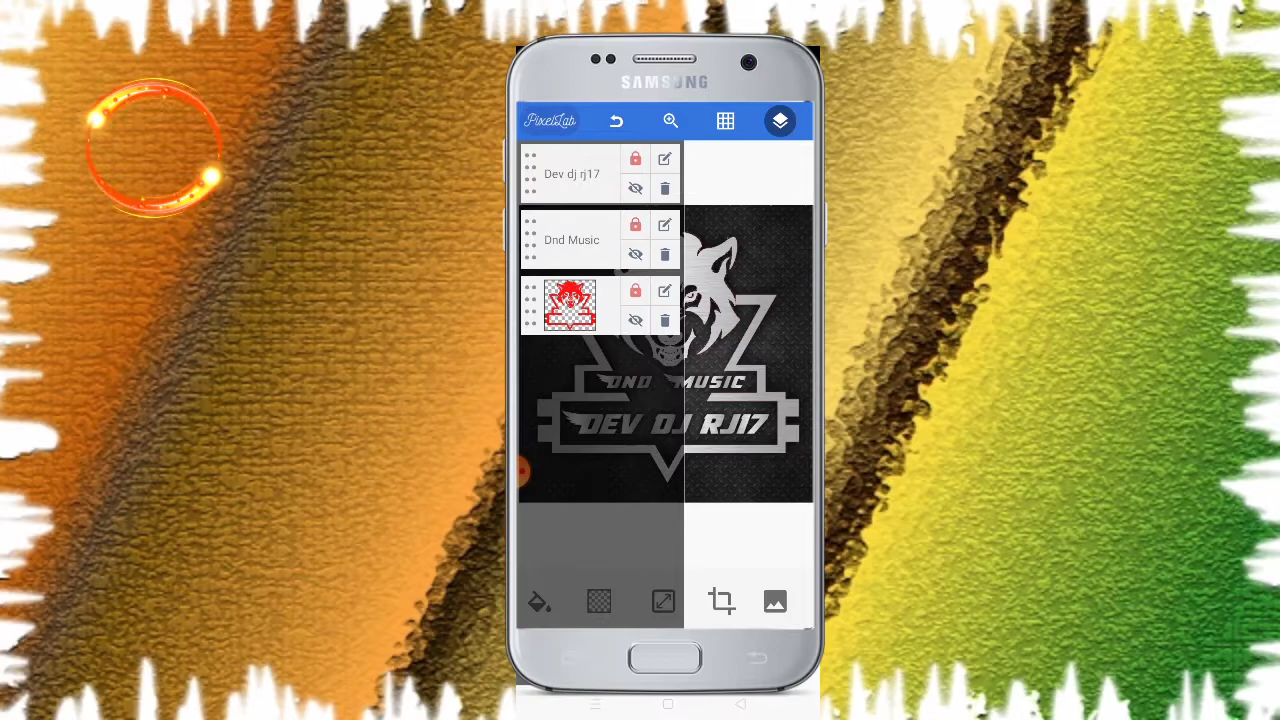 SAMSUNG
PixelLab
Dev dj rj17
Dnd Music
DND MUSIC
DEV DJ RJ17